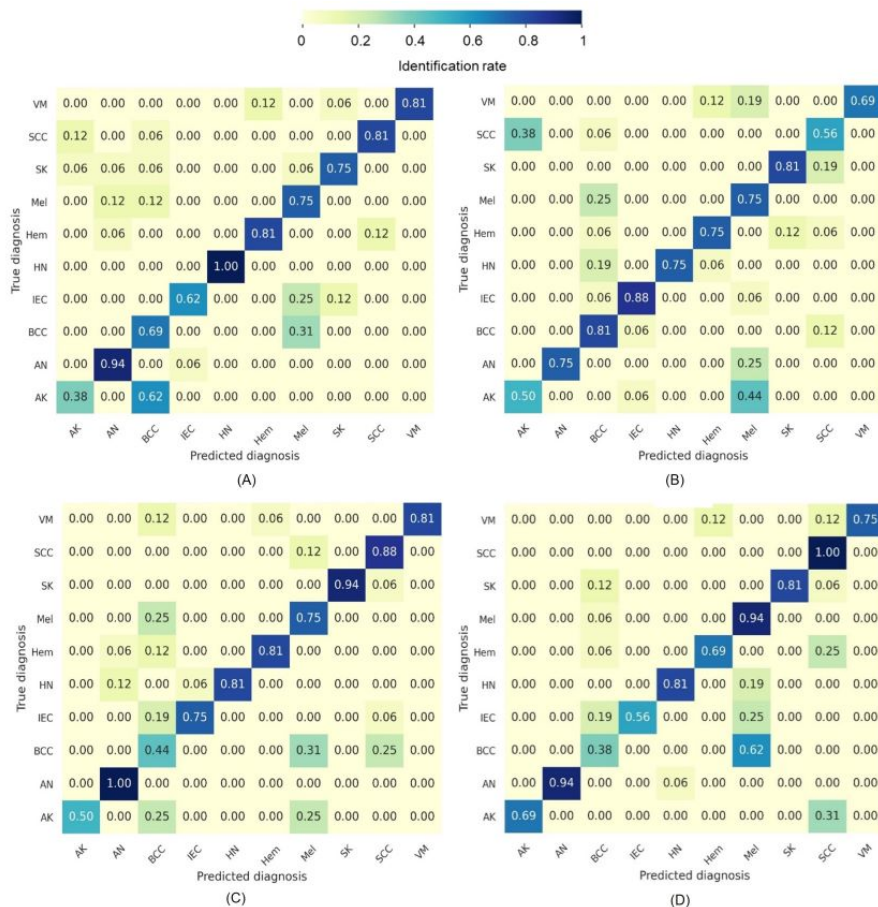 0 0.2 0.4 0.6 0.8 1
Identification rate
True diagnosis
VM 0.00 0.00 0.00 0.00 0.00 0.12 0.00 0.06 0.00 0.81
SCC 0.12 0.00 0.06 0.00 0.00 0.00 0.00 0.00 0.81 0.00
SK 0.06 0.06 0.06 0.00 0.00 0.00 0.06 0.75 0.00 0.00
Mel 0.00 0.12 0.12 0.00 0.00 0.00 0.75 0.00 0.00 0.00
Hem 0.00 0.06 0.00 0.00 0.00 0.81 0.00 0.00 0.12 0.00
HN 0.00 0.00 0.00 0.00 1.00 0.00 0.00 0.00 0.00 0.00
IEC 0.00 0.00 0.00 0.62 0.00 0.00 0.25 0.12 0.00 0.00
BCC 0.00 0.00 0.69 0.00 0.00 0.00 0.31 0.00 0.00 0.00
AN 0.00 0.94 0.00 0.06 0.00 0.00 0.00 0.00 0.00 0.00
AK 0.38 0.00 0.62 0.00 0.00 0.00 0.00 0.00 0.00 0.00
AK AN BCC IEC HN Hem Mel SK SCC VM
Predicted diagnosis
(A)
True diagnosis
VM 0.00 0.00 0.00 0.00 0.00 0.12 0.19 0.00 0.00 0.69
SCC 0.38 0.00 0.06 0.00 0.00 0.00 0.00 0.00 0.56 0.00
SK 0.00 0.00 0.00 0.00 0.00 0.00 0.00 0.81 0.19 0.00
Mel 0.00 0.00 0.25 0.00 0.00 0.00 0.75 0.00 0.00 0.00
Hem 0.00 0.00 0.06 0.00 0.00 0.75 0.00 0.12 0.06 0.00
HN 0.00 0.00 0.19 0.00 0.75 0.06 0.00 0.00 0.00 0.00
IEC 0.00 0.00 0.06 0.88 0.00 0.00 0.06 0.00 0.00 0.00
BCC 0.00 0.00 0.81 0.06 0.00 0.00 0.00 0.00 0.12 0.00
AN 0.00 0.75 0.00 0.00 0.00 0.00 0.25 0.00 0.00 0.00
AK 0.50 0.00 0.00 0.06 0.00 0.00 0.44 0.00 0.00 0.00
AK AN BCC IEC HN Hem Mel SK SCC VM
Predicted diagnosis
(B)
True diagnosis
VM 0.00 0.00 0.12 0.00 0.00 0.06 0.00 0.00 0.00 0.81
SCC 0.00 0.00 0.00 0.00 0.00 0.00 0.12 0.00 0.88 0.00
SK 0.00 0.00 0.00 0.00 0.00 0.00 0.00 0.94 0.06 0.00
Mel 0.00 0.00 0.25 0.00 0.00 0.00 0.75 0.00 0.00 0.00
Hem 0.00 0.06 0.12 0.00 0.00 0.81 0.00 0.00 0.00 0.00
HN 0.00 0.12 0.00 0.06 0.81 0.00 0.00 0.00 0.00 0.00
IEC 0.00 0.00 0.19 0.75 0.00 0.00 0.00 0.00 0.06 0.00
BCC 0.00 0.00 0.44 0.00 0.00 0.00 0.31 0.00 0.25 0.00
AN 0.00 1.00 0.00 0.00 0.00 0.00 0.00 0.00 0.00 0.00
AK 0.50 0.00 0.25 0.00 0.00 0.00 0.25 0.00 0.00 0.00
AK AN BCC IEC HN Hem Mel SK SCC VM
Predicted diagnosis
(C)
True diagnosis
VM 0.00 0.00 0.00 0.00 0.00 0.12 0.00 0.00 0.12 0.75
SCC 0.00 0.00 0.00 0.00 0.00 0.00 0.00 0.00 1.00 0.00
SK 0.00 0.00 0.12 0.00 0.00 0.00 0.00 0.81 0.06 0.00
Mel 0.00 0.00 0.06 0.00 0.00 0.00 0.94 0.00 0.00 0.00
Hem 0.00 0.00 0.06 0.00 0.00 0.69 0.00 0.00 0.25 0.00
HN 0.00 0.00 0.00 0.00 0.81 0.00 0.19 0.00 0.00 0.00
IEC 0.00 0.00 0.19 0.56 0.00 0.00 0.25 0.00 0.00 0.00
BCC 0.00 0.00 0.38 0.00 0.00 0.00 0.62 0.00 0.00 0.00
AN 0.00 0.94 0.00 0.00 0.06 0.00 0.00 0.00 0.00 0.00
AK 0.69 0.00 0.00 0.00 0.00 0.00 0.00 0.00 0.31 0.00
AK AN BCC IEC HN Hem Mel SK SCC VM
Predicted diagnosis
(D)